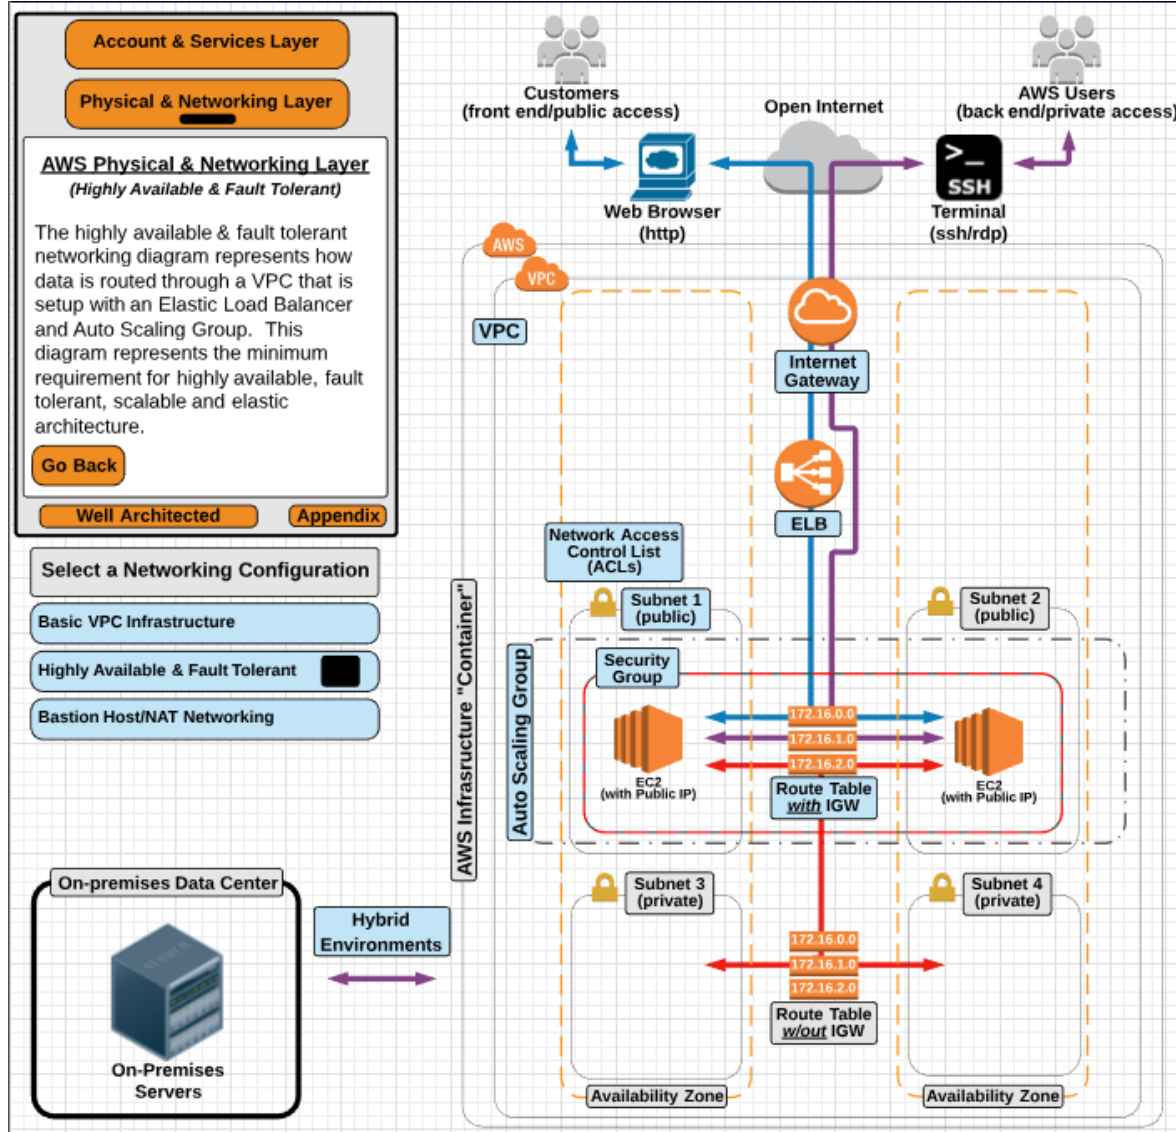 Account & Services Layer
Physical & Networking Layer
AWS Physical & Networking Layer
(Highly Available & Fault Tolerant)
The highly available & fault tolerant
networking diagram represents how
data is routed through a VPC that is
setup with an Elastic Load Balancer
and Auto Scaling Group. This
diagram represents the minimum
requirement for highly available, fault
tolerant, scalable and elastic
architecture.
Go Back
Well Architected
Appendix
Select a Networking Configuration
Basic VPC Infrastructure
Highly Available & Fault Tolerant
Bastion Host/NAT Networking
On-premises Data Center
On-Premises
Servers
Hybrid
Environments
Customers
(front end/public access)
Open Internet
AWS Users
(back end/private access)
Web Browser
(http)
>_
SSH
Terminal
(ssh/rdp)
AWS
VPC
VPC
Internet
Gateway
ELB
Network Access
Control List
(ACLs)
Subnet 1
(public)
Subnet 2
(public)
AWS Infrasructure "Container"
Auto Scaling Group
Security
Group
172.16.0.0
172.16.1.0
172.16.2.0
EC2
(with Public IP)
EC2
(with Public IP)
Route Table
with IGW
Subnet 3
(private)
Subnet 4
(private)
172.16.0.0
172.16.1.0
172.16.2.0
Route Table
w/out IGW
Availability Zone
Availability Zone